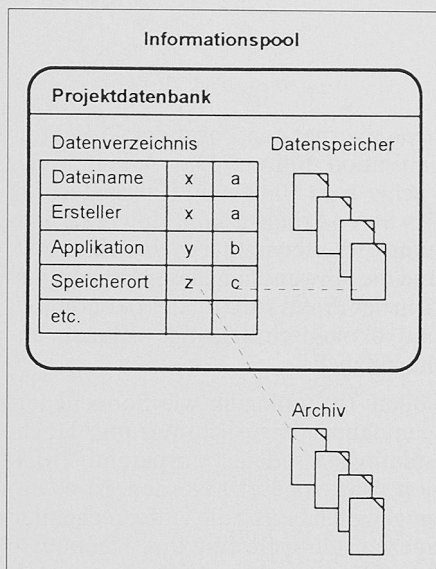 Informationspool
Projektdatenbank
Datenverzeichnis
Datenspeicher
Dateiname x a
Ersteller x a
Applikation y b
Speicherort z c
etc.
Archiv